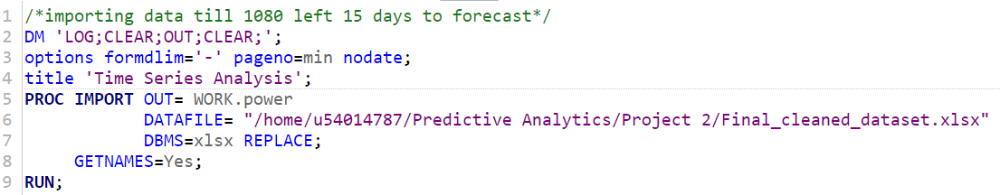 1 /*importing data till 1080 left 15 days to forecast*/
2 DM 'LOG;CLEAR;OUT;CLEAR;';
3 options formdlim='-' pageno=min nodate;
4 title 'Time Series Analysis';
5 PROC IMPORT OUT= WORK.power
6 DATAFILE= "/home/u54014787/Predictive Analytics/Project 2/Final_cleaned_dataset.xlsx"
7 DBMS=xlsx REPLACE;
8 GETNAMES=Yes;
9 RUN;